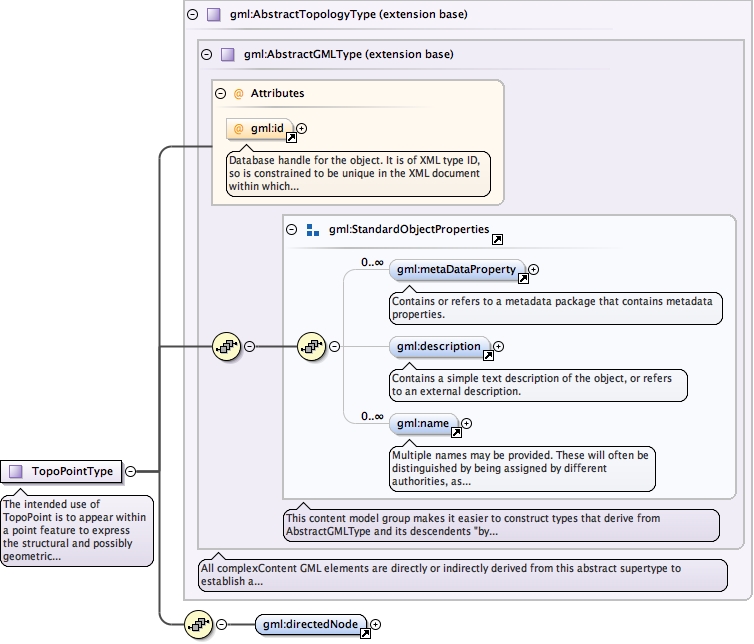 gml:AbstractTopologyType (extension base)
gml:AbstractGMLType (extension base)
@ Attributes
@ gml:id
Database handle for the object. It is of XML type ID,
so is constrained to be unique in the XML document
within which...
gml:StandardObjectProperties
0..∞
gml:metaDataProperty
Contains or refers to a metadata package that contains metadata
properties.
gml:description
Contains a simple text description of the object, or refers
to an external description.
0..∞
gml:name
Multiple names may be provided. These will often be
distinguished by being assigned by different
authorities, as...
TopoPointType
The intended use of
TopoPoint is to appear within
a point feature to express
the structural and possibly
geometric...
This content model group makes it easier to construct types that derive from
AbstractGMLType and its descendents "by...
All complexContent GML elements are directly or indirectly derived from this abstract supertype to
establish a...
gml:directedNode